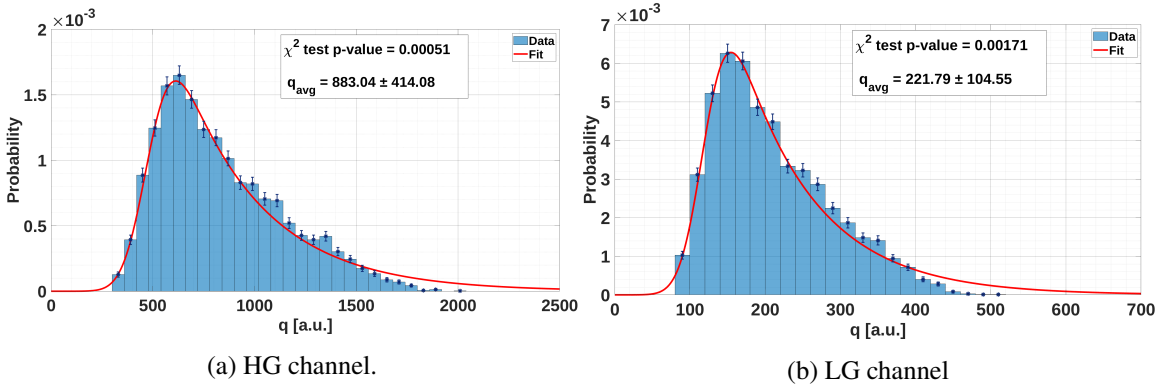 ×10⁻³
2
1.5
1
0.5
0
Probability
χ² test p-value = 0.00051
q_avg = 883.04 ± 414.08
Data
Fit
0 500 1000 1500 2000 2500
q [a.u.]
(a) HG channel.
×10⁻³
7
6
5
4
3
2
1
0
Probability
χ² test p-value = 0.00171
q_avg = 221.79 ± 104.55
Data
Fit
0 100 200 300 400 500 600 700
q [a.u.]
(b) LG channel